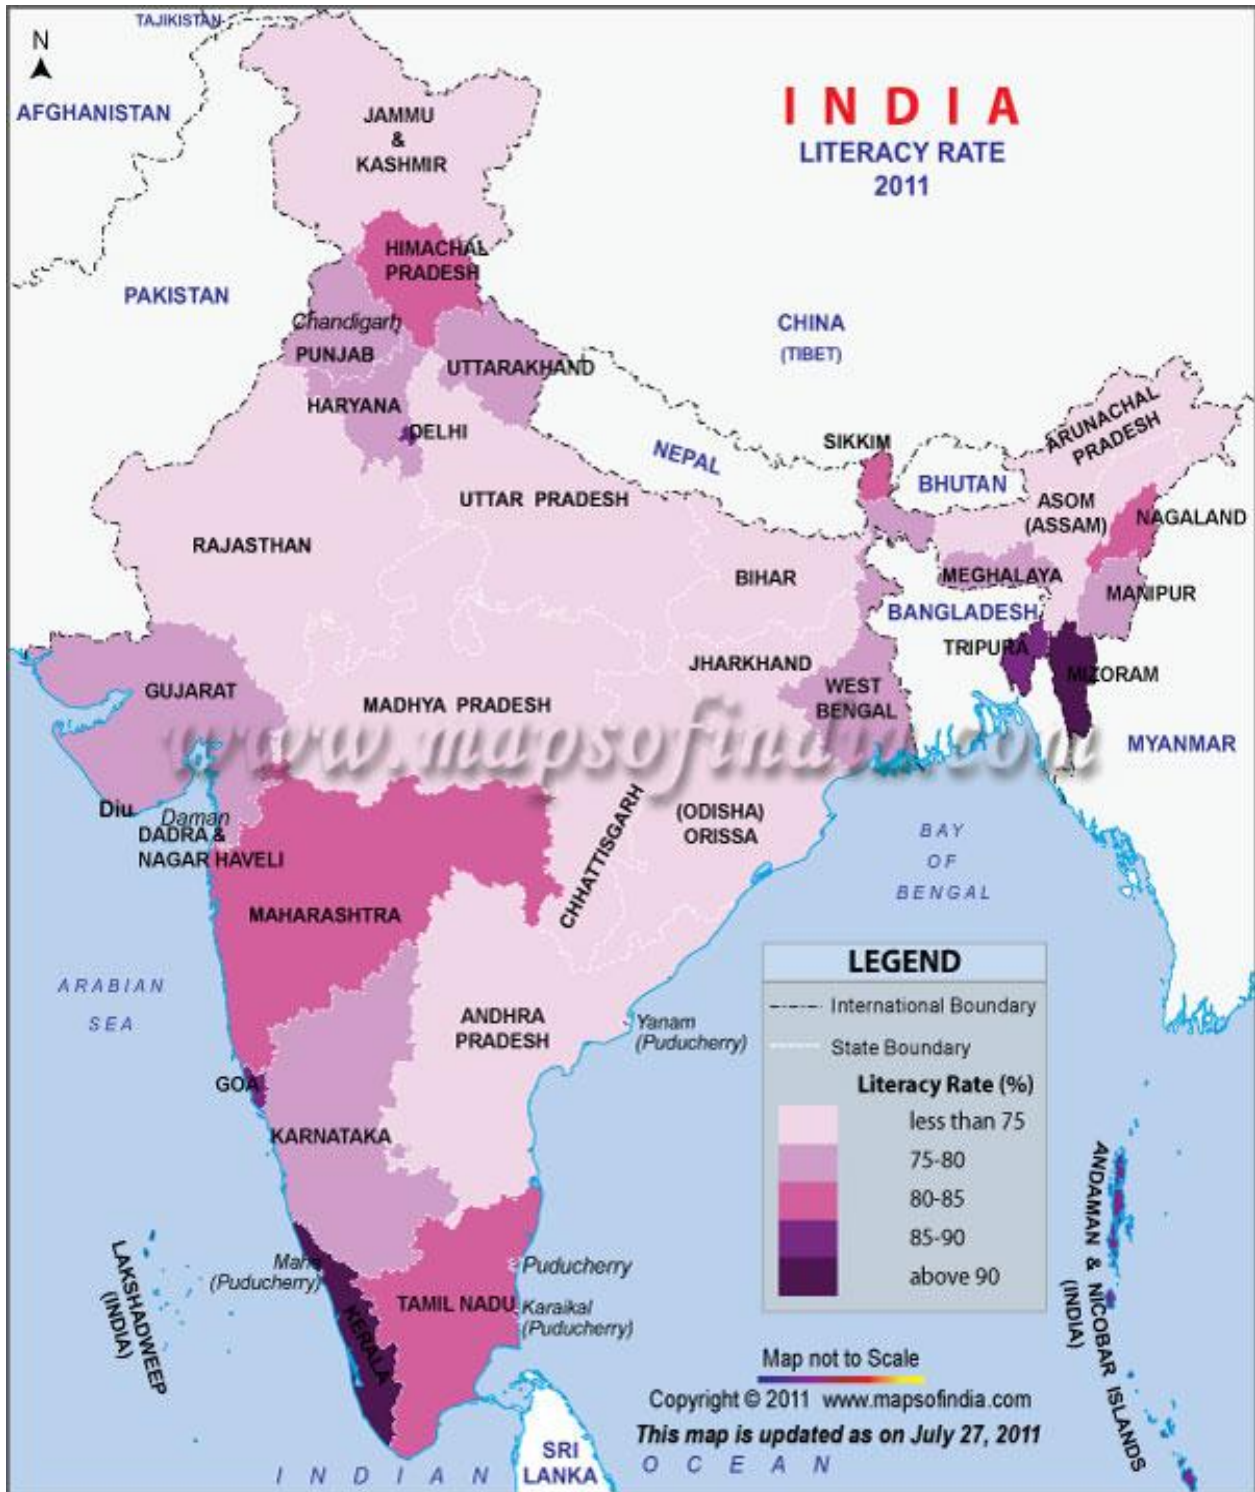 TAJIKISTAN
N
AFGHANISTAN
I N D I A
LITERACY RATE
2011
JAMMU
&
KASHMIR
HIMACHAL
PRADESH
PAKISTAN
CHINA
(TIBET)
Chandigarh
PUNJAB
UTTARAKHAND
HARYANA
DELHI
NEPAL
SIKKIM
BHUTAN
ARUNACHAL
PRADESH
ASOM
(ASSAM)
NAGALAND
UTTAR PRADESH
RAJASTHAN
BIHAR
MEGHALAYA
MANIPUR
BANGLADESH
TRIPURA
MIZORAM
JHARKHAND
WEST
BENGAL
GUJARAT
MADHYA PRADESH
www.mapsofindia.com
MYANMAR
Diu
Daman
DADRA &
NAGAR HAVELI
CHHATTISGARH
(ODISHA)
ORISSA
BAY
OF
BENGAL
MAHARASHTRA
ARABIAN
SEA
ANDHRA
PRADESH
Yanam
(Puducherry)
GOA
KARNATAKA
LEGEND
International Boundary
State Boundary
Literacy Rate (%)
less than 75
75-80
80-85
85-90
above 90
LAKSHADWEEP
(INDIA)
Mahe
(Puducherry)
KERALA
TAMIL NADU
Puducherry
Karaikal
(Puducherry)
ANDAMAN & NICOBAR ISLANDS
(INDIA)
Map not to Scale
Copyright © 2011 www.mapsofindia.com
This map is updated as on July 27, 2011
SRI
LANKA
I N D I A N O C E A N